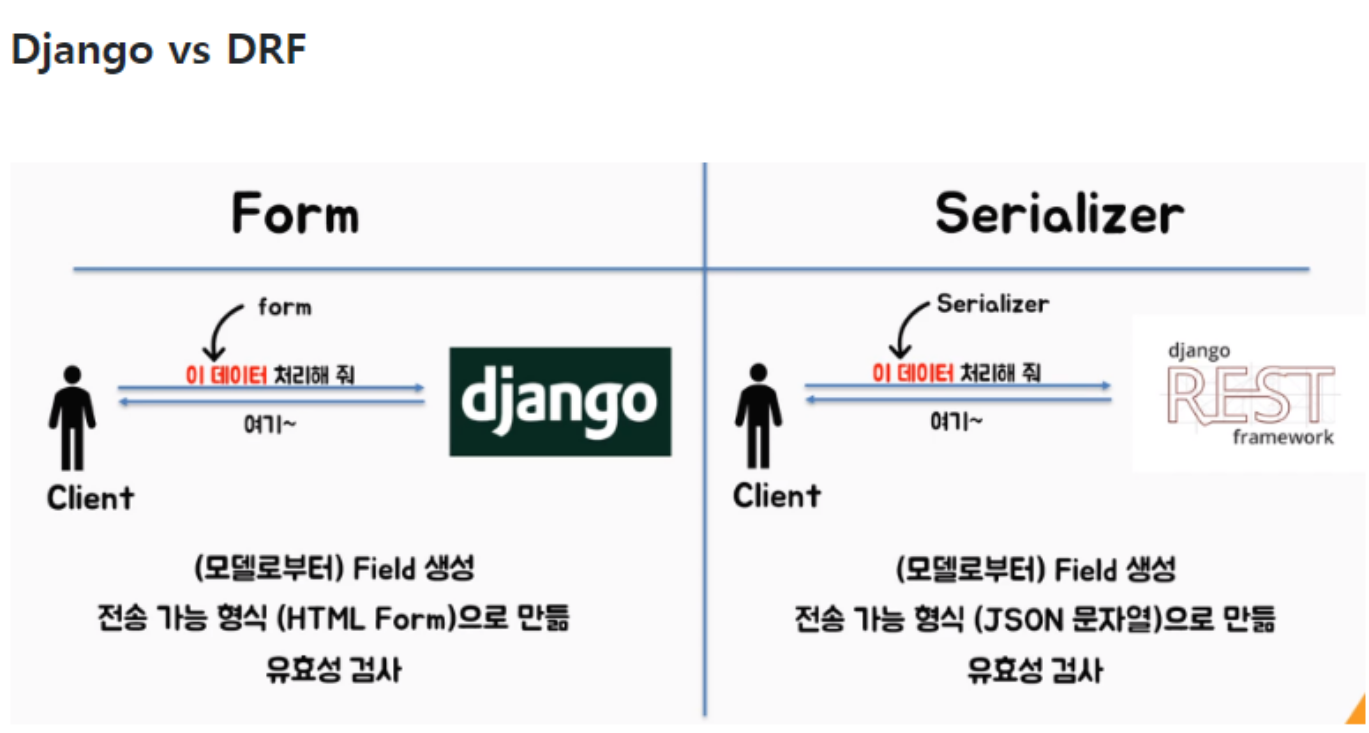 Django vs DRF
Form
form
이 데이터 처리해 줘
여기~
django
Client
(모델로부터) Field 생성
전송 가능 형식 (HTML Form)으로 만듦
유효성 검사
Serializer
Serializer
이 데이터 처리해 줘
여기~
django
REST
framework
Client
(모델로부터) Field 생성
전송 가능 형식 (JSON 문자열)으로 만듦
유효성 검사